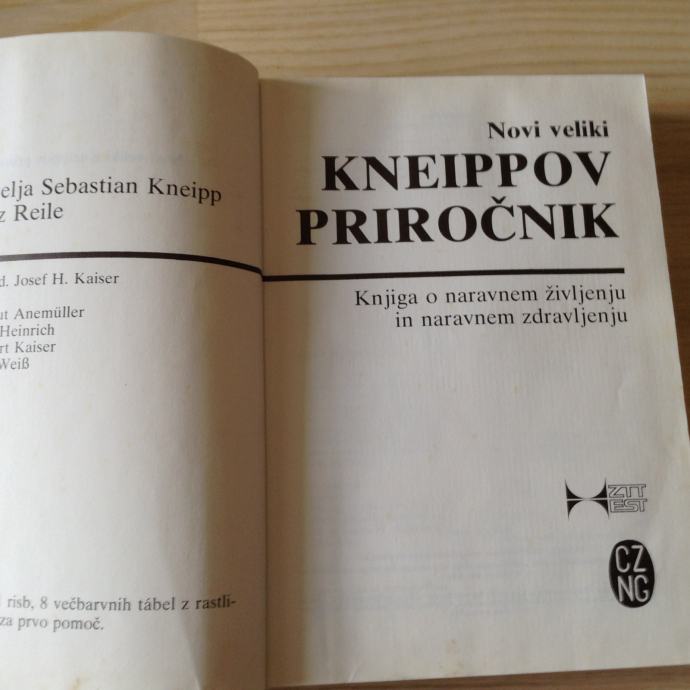 elja Sebastian Kneipp
z Reile
d. Josef H. Kaiser
ut Anemüller
Heinrich
rt Kaiser
Weiß
risb, 8 večbarvnih tábel z rastli-
za prvo pomoč.
Novi veliki
KNEIPPOV
PRIROČNIK
Knjiga o naravnem življenju
in naravnem zdravljenju
ZTT
EST
CZ
NG